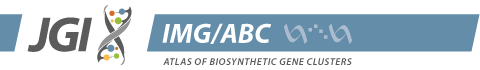 JGI IMG/ABC
ATLAS OF BIOSYNTHETIC GENE CLUSTERS